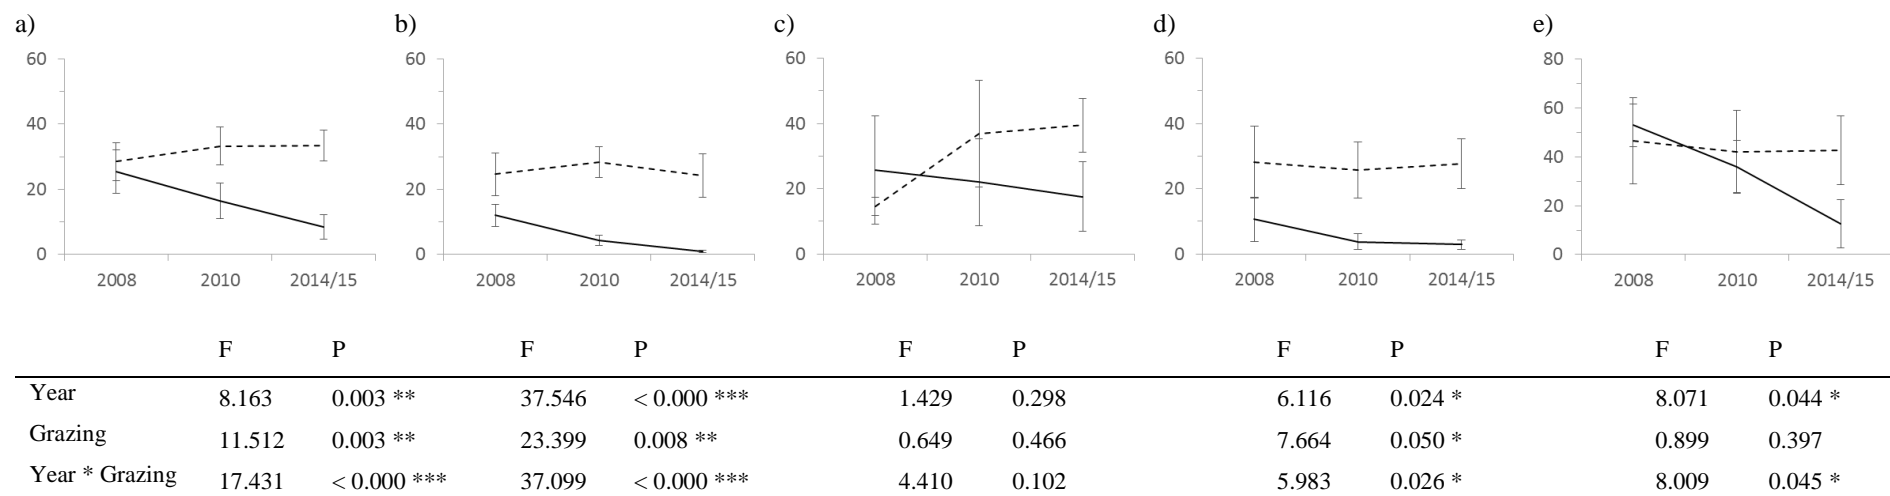 a) b) c) d) e)
60 60 60 60 80
60
40 40 40 40
40
20 20 20 20
20
0 0 0 0 0
2008 2010 2014/15 2008 2010 2014/15 2008 2010 2014/15 2008 2010 2014/15 2008 2010 2014/15
F P F P F P F P F P
Year 8.163 0.003 ** 37.546 < 0.000 *** 1.429 0.298 6.116 0.024 * 8.071 0.044 *
Grazing 11.512 0.003 ** 23.399 0.008 ** 0.649 0.466 7.664 0.050 * 0.899 0.397
Year * Grazing 17.431 < 0.000 *** 37.099 < 0.000 *** 4.410 0.102 5.983 0.026 * 8.009 0.045 *